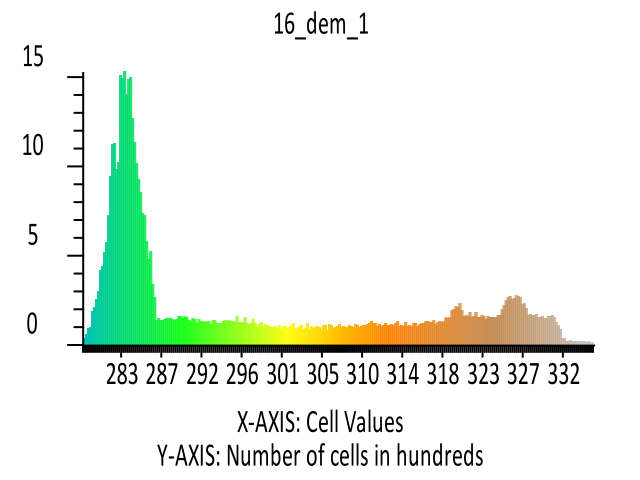 16_dem_1
15
10
5
0
283 287 292 296 301 305 310 314 318 323 327 332
X-AXIS: Cell Values
Y-AXIS: Number of cells in hundreds